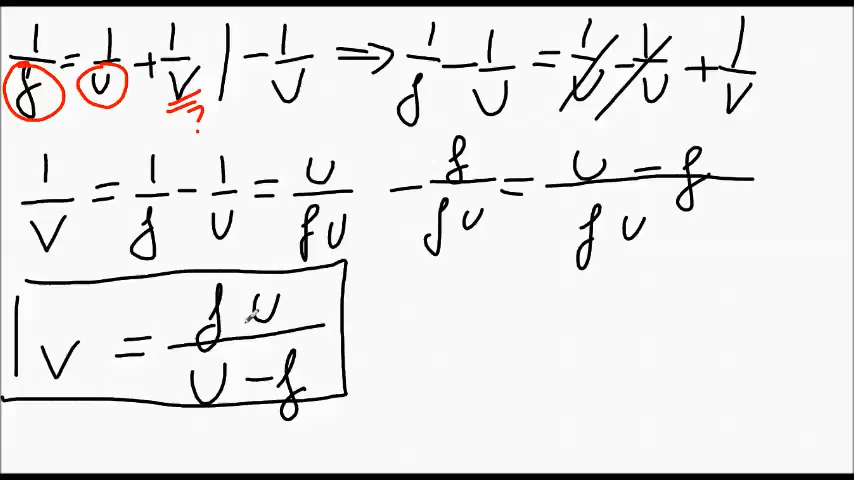 1/f = 1/u + 1/v | - 1/u ⟹ 1/f - 1/u = 1/u - 1/u + 1/v
?
1/v = 1/f - 1/u = u/fu - f/fu = u - f/fu
v = fu/u - f